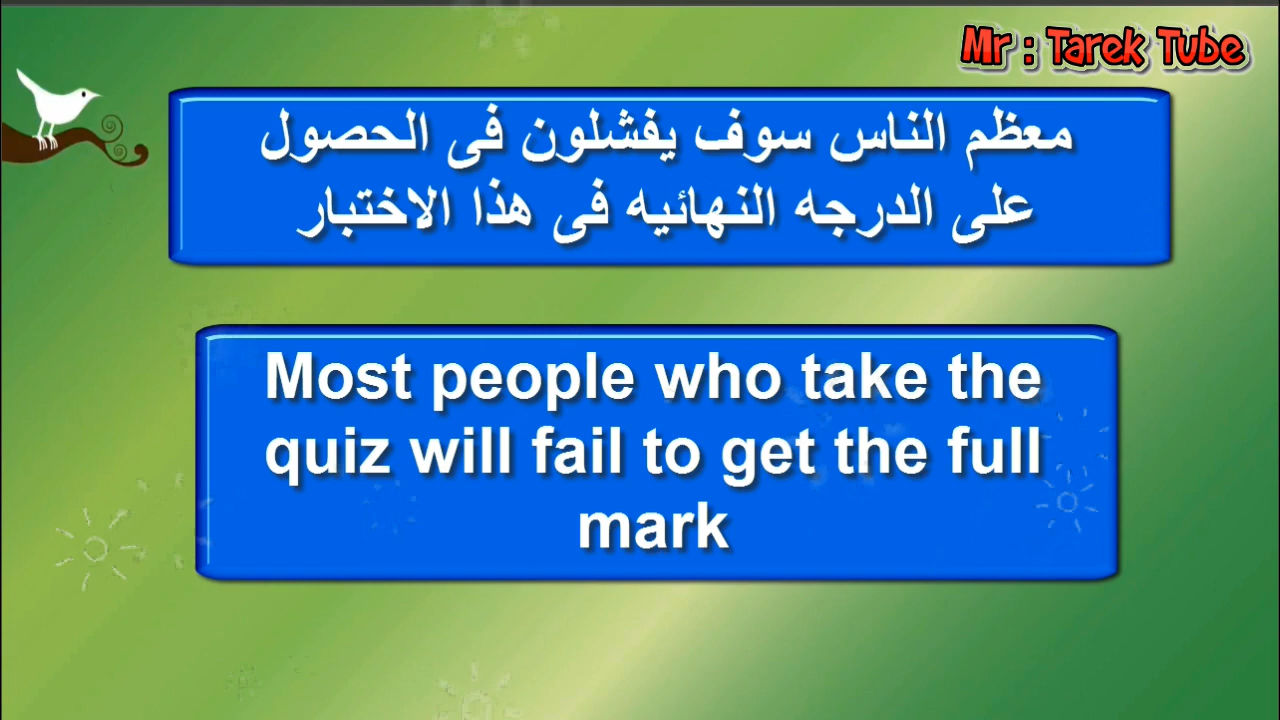 Mr : Tarek Tube
معظم الناس سوف يفشلون فى الحصول
على الدرجه النهائيه فى هذا الاختبار
Most people who take the
quiz will fail to get the full
mark